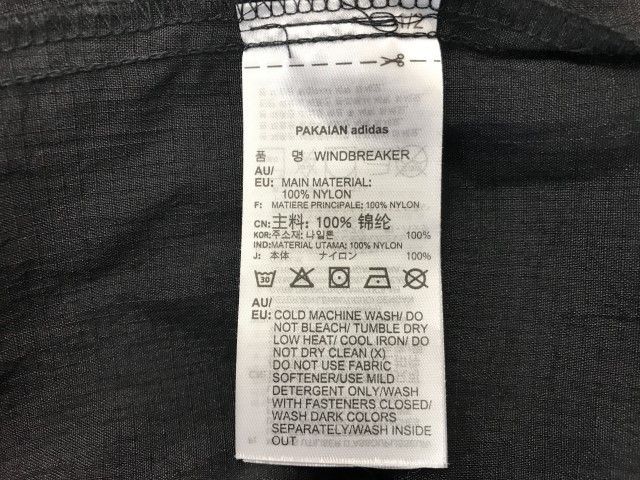 1/2
PAKAIAN adidas
품 명 WINDBREAKER
AU/
EU: MAIN MATERIAL:
100% NYLON
F: MATIERE PRINCIPALE: 100% NYLON
CN: 主料: 100% 锦纶
KOR: 주소재: 나일론 100%
IND: MATERIAL UTAMA: 100% NYLON
J: 本体 ナイロン 100%
30
AU/
EU: COLD MACHINE WASH/ DO
NOT BLEACH/ TUMBLE DRY
LOW HEAT/ COOL IRON/ DO
NOT DRY CLEAN (X)
DO NOT USE FABRIC
SOFTENER/USE MILD
DETERGENT ONLY/WASH
WITH FASTENERS CLOSED/
WASH DARK COLORS
SEPARATELY/WASH INSIDE
OUT